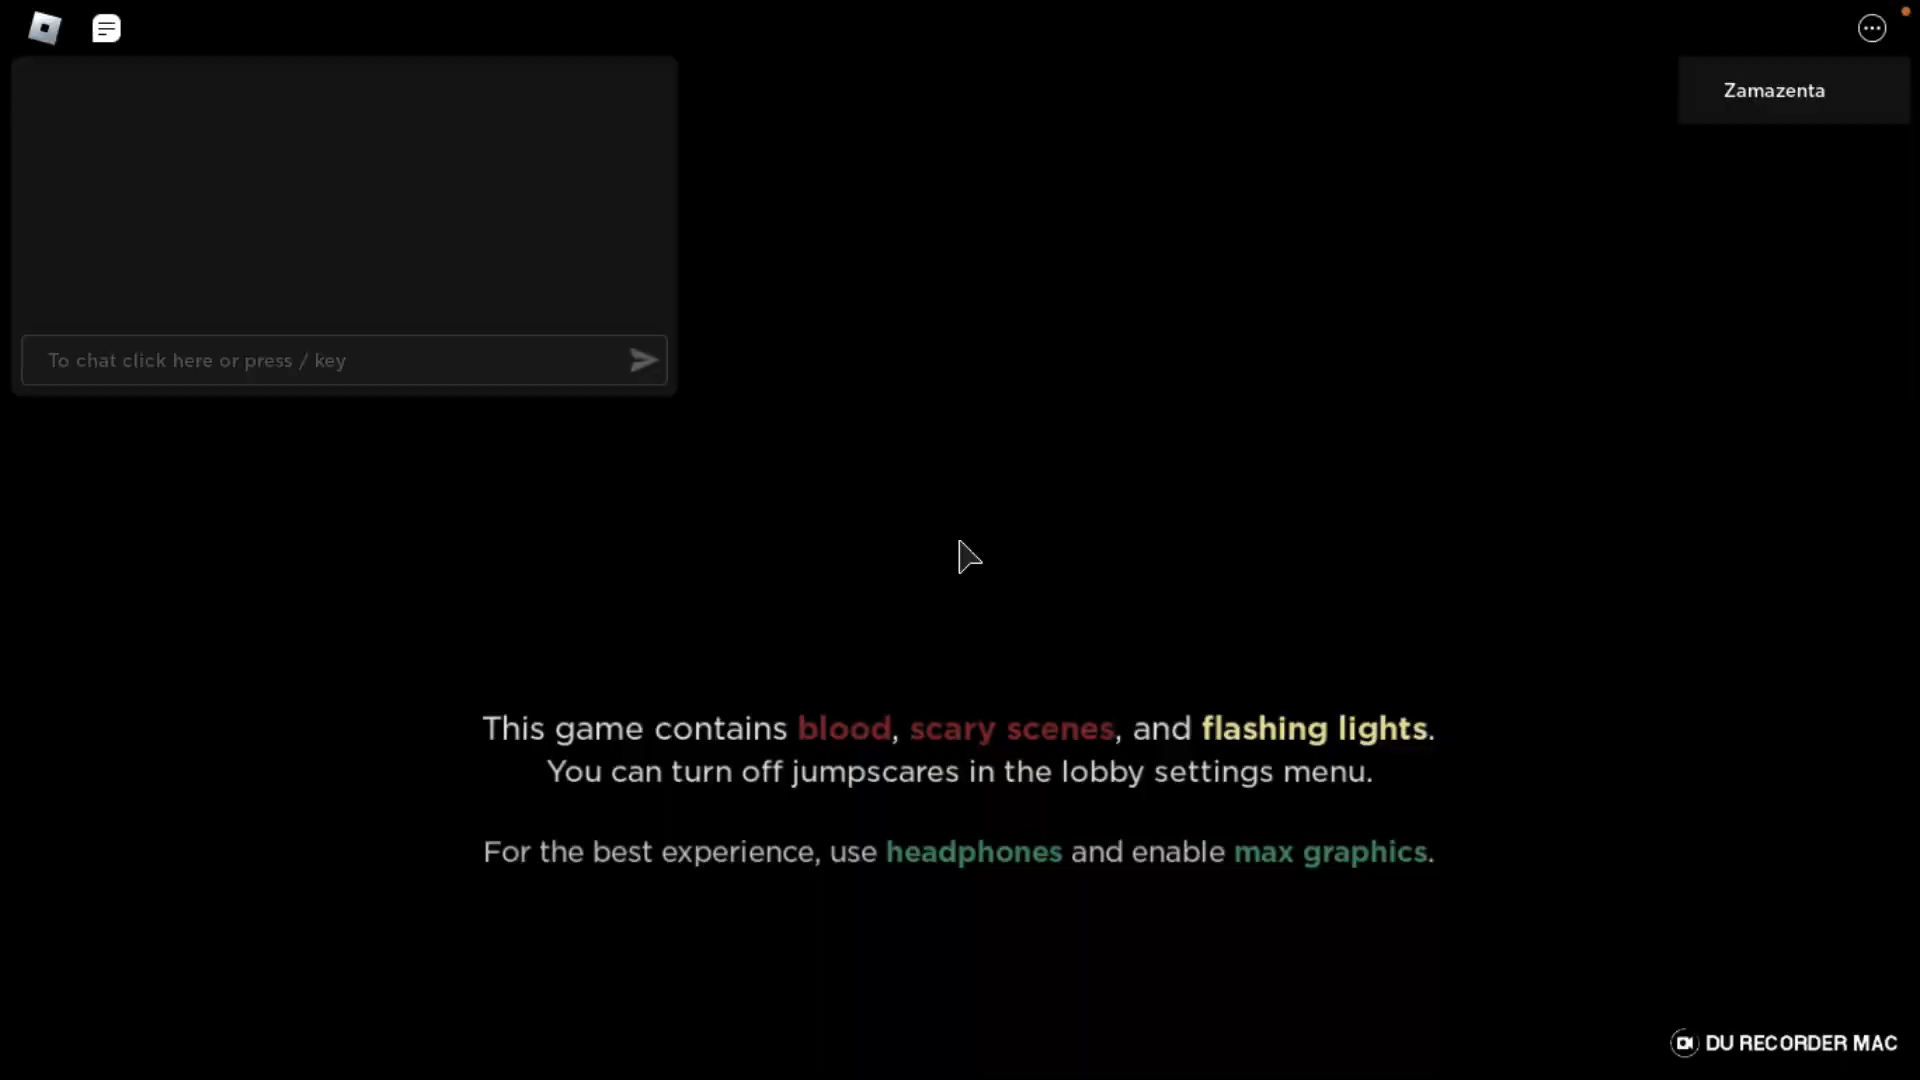 Zamazenta
To chat click here or press / key
This game contains blood, scary scenes, and flashing lights.
You can turn off jumpscares in the lobby settings menu.
For the best experience, use headphones and enable max graphics.
DU RECORDER MAC